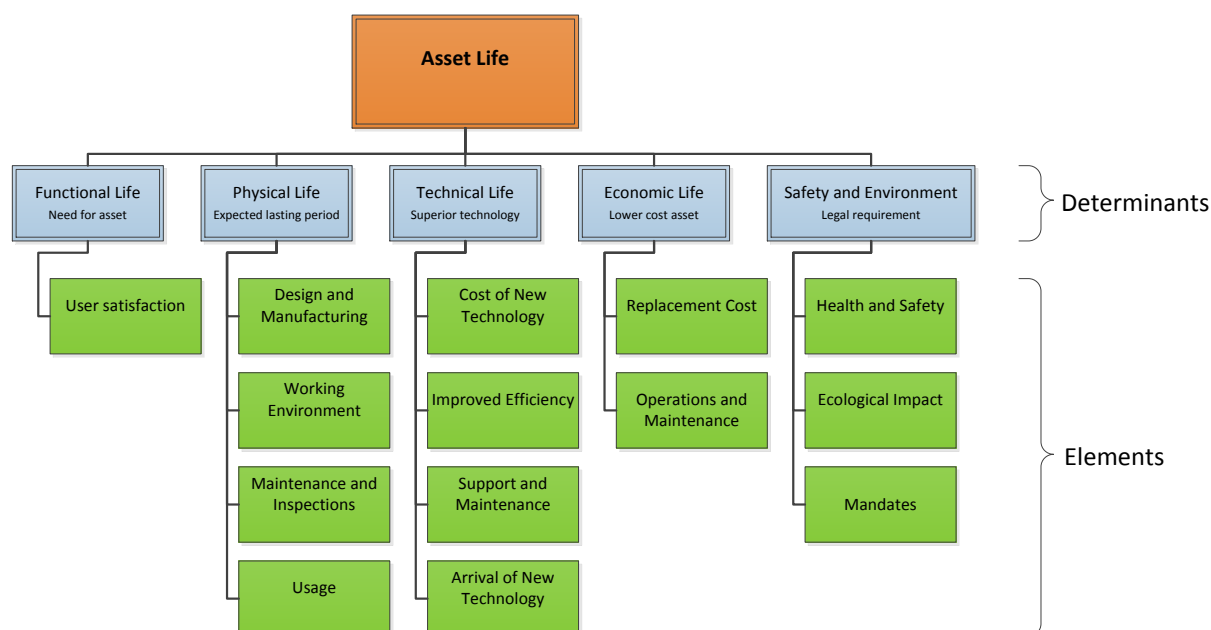 Asset Life
Functional Life
Need for asset
Physical Life
Expected lasting period
Technical Life
Superior technology
Economic Life
Lower cost asset
Safety and Environment
Legal requirement
Determinants
User satisfaction
Design and
Manufacturing
Working
Environment
Maintenance and
Inspections
Usage
Cost of New
Technology
Improved Efficiency
Support and
Maintenance
Arrival of New
Technology
Replacement Cost
Operations and
Maintenance
Health and Safety
Ecological Impact
Mandates
Elements